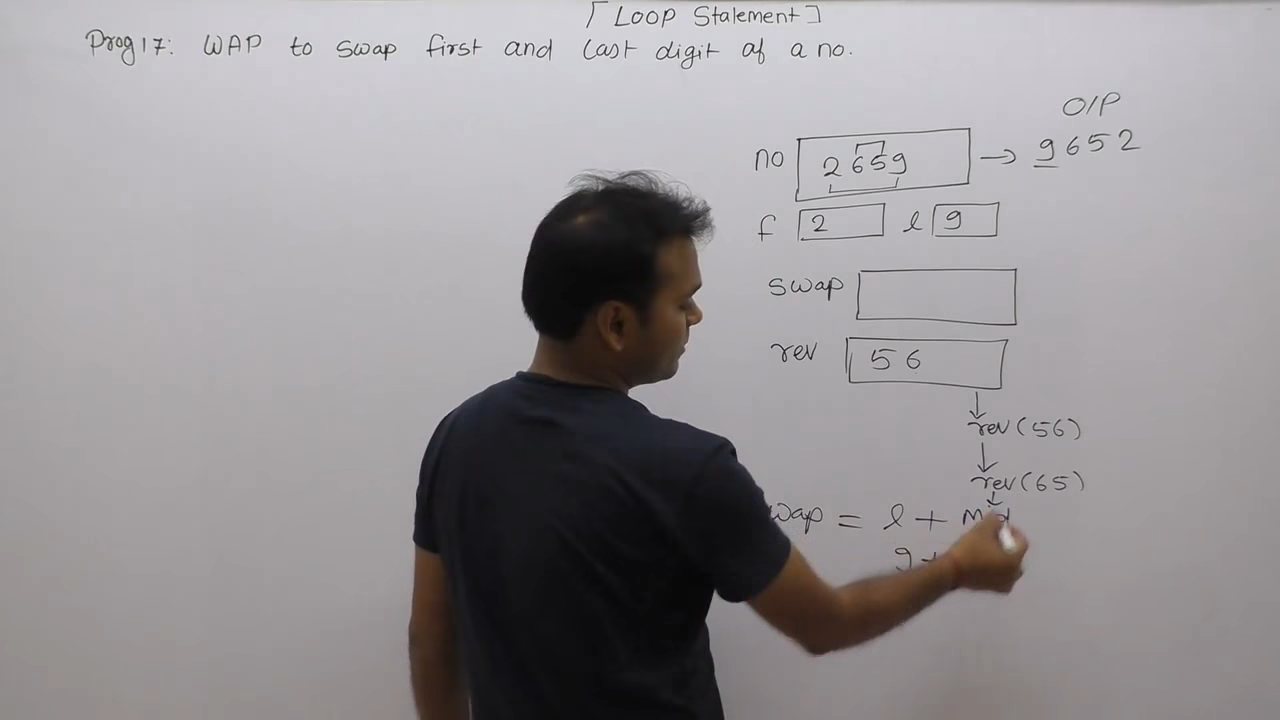 [Loop Statement]
Prog 17: WAP to swap first and last digit of a no.
O/P
no 2659 → 9652
f 2 l 9
swap
rev 56
↓
rev(56)
↓
rev(65)
↓
= l +
9 +